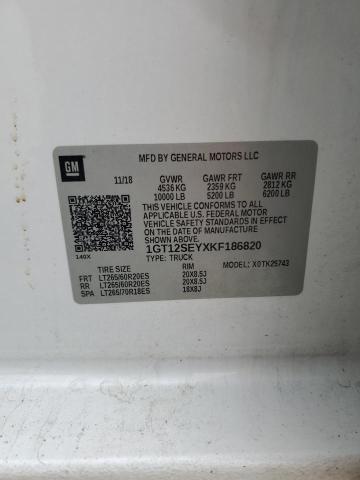 GM
MFD BY GENERAL MOTORS LLC
11/18 GVWR GAWR FRT GAWR RR
4536 KG 2359 KG 2812 KG
10000 LB 5200 LB 6200 LB
THIS VEHICLE CONFORMS TO ALL
APPLICABLE U.S. FEDERAL MOTOR
VEHICLE SAFETY STANDARDS IN EFFECT
ON THE DATE OF MANUFACTURE SHOWN ABOVE.
1GT12SEYXKF186820
140X TYPE: TRUCK
TIRE SIZE RIM MODEL: X0TK25743
FRT LT265/60R20ES 20X8.5J
RR LT265/60R20ES 20X8.5J
SPA LT265/70R18ES 18X8J